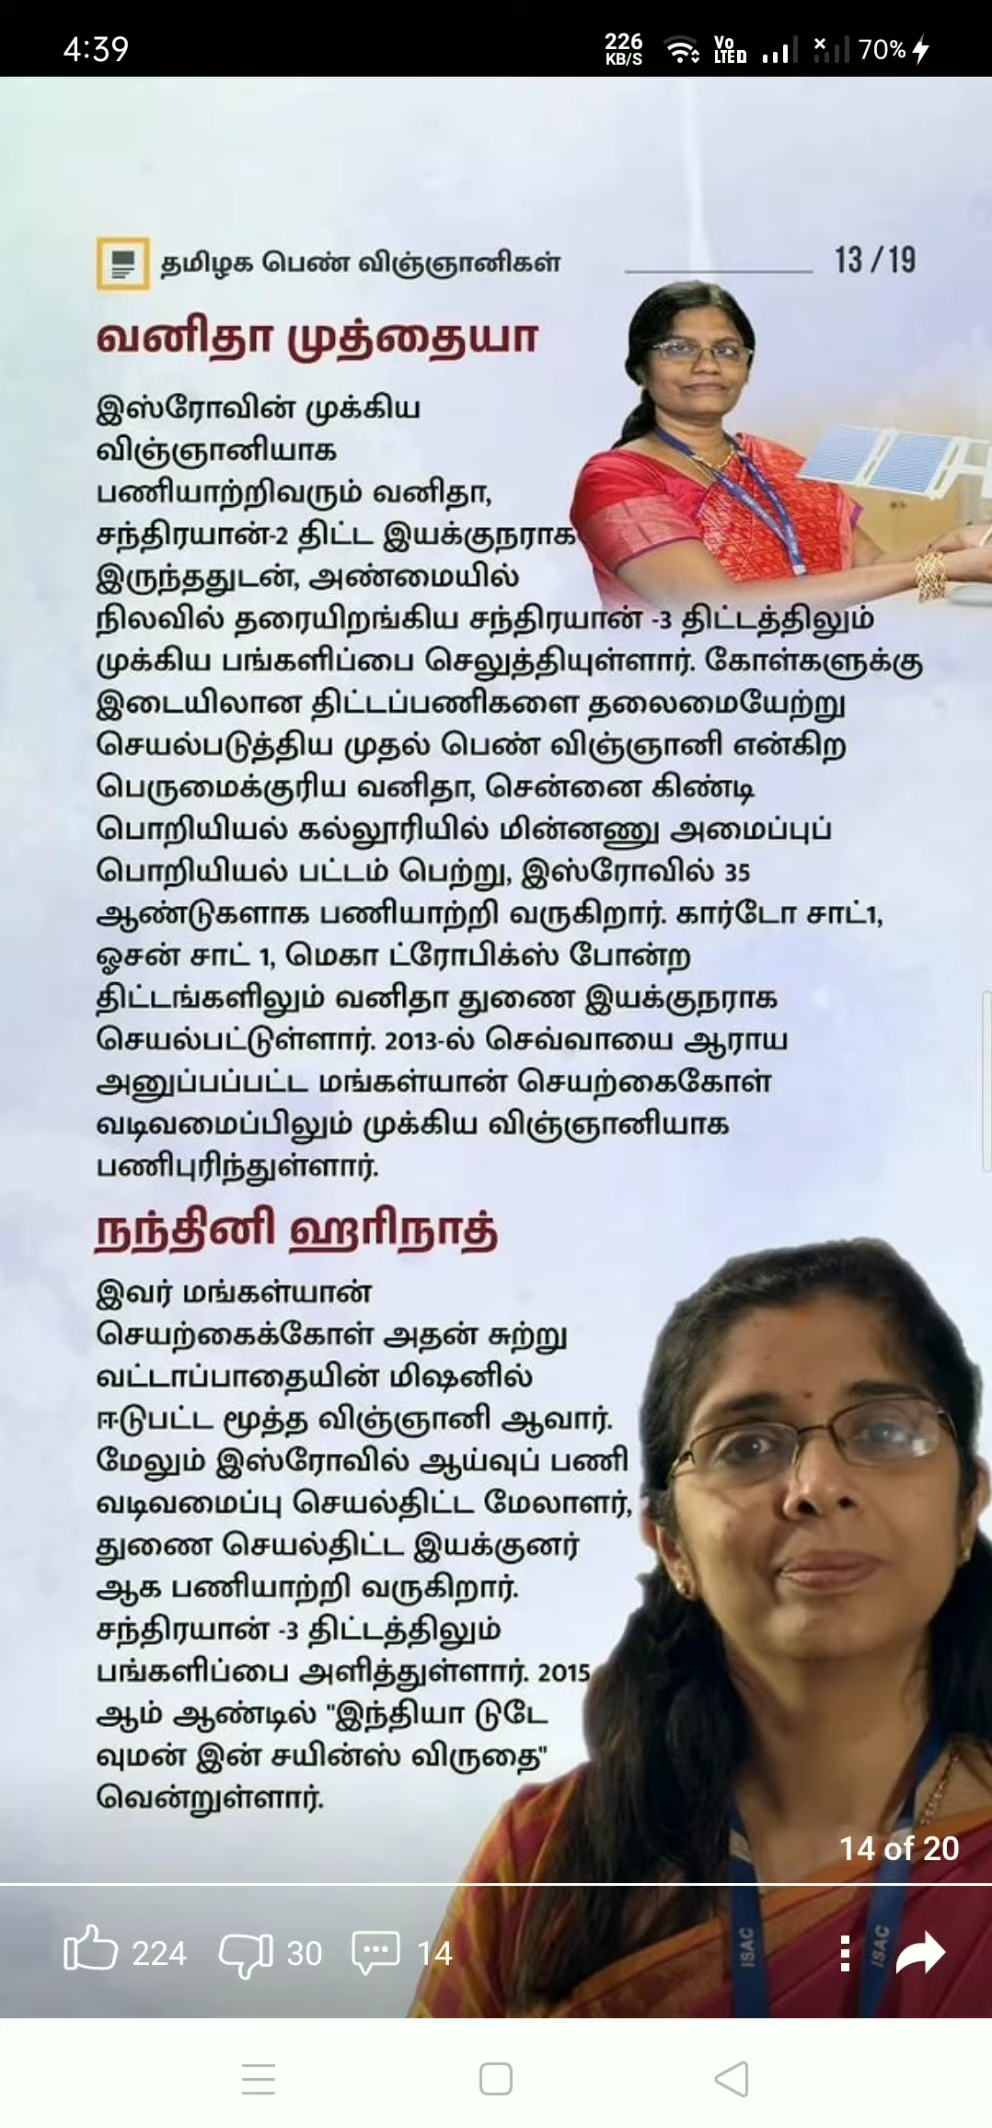 4:39
226 KB/S
Vo LTED
70%
தமிழக பெண் விஞ்ஞானிகள்
13 / 19
வனிதா முத்தையா
இஸ்ரோவின் முக்கிய
விஞ்ஞானியாக
பணியாற்றிவரும் வனிதா,
சந்திரயான்-2 திட்ட இயக்குநராக
இருந்ததுடன், அண்மையில்
நிலவில் தரையிறங்கிய சந்திரயான் -3 திட்டத்திலும்
முக்கிய பங்களிப்பை செலுத்தியுள்ளார். கோள்களுக்கு
இடையிலான திட்டப்பணிகளை தலைமையேற்று
செயல்படுத்திய முதல் பெண் விஞ்ஞானி என்கிற
பெருமைக்குரிய வனிதா, சென்னை கிண்டி
பொறியியல் கல்லூரியில் மின்னணு அமைப்புப்
பொறியியல் பட்டம் பெற்று, இஸ்ரோவில் 35
ஆண்டுகளாக பணியாற்றி வருகிறார். கார்டோ சாட்1,
ஓசன் சாட் 1, மெகா ட்ரோபிக்ஸ் போன்ற
திட்டங்களிலும் வனிதா துணை இயக்குநராக
செயல்பட்டுள்ளார். 2013-ல் செவ்வாயை ஆராய
அனுப்பப்பட்ட மங்கள்யான் செயற்கைகோள்
வடிவமைப்பிலும் முக்கிய விஞ்ஞானியாக
பணிபுரிந்துள்ளார்.
நந்தினி ஹரிநாத்
இவர் மங்கள்யான்
செயற்கைக்கோள் அதன் சுற்று
வட்டாப்பாதையின் மிஷனில்
ஈடுபட்ட மூத்த விஞ்ஞானி ஆவார்.
மேலும் இஸ்ரோவில் ஆய்வுப் பணி
வடிவமைப்பு செயல்திட்ட மேலாளர்,
துணை செயல்திட்ட இயக்குனர்
ஆக பணியாற்றி வருகிறார்.
சந்திரயான் -3 திட்டத்திலும்
பங்களிப்பை அளித்துள்ளார். 2015
ஆம் ஆண்டில் "இந்தியா டுடே
வுமன் இன் சயின்ஸ் விருதை"
வென்றுள்ளார்.
14 of 20
224
30
14
ISAC
ISAC